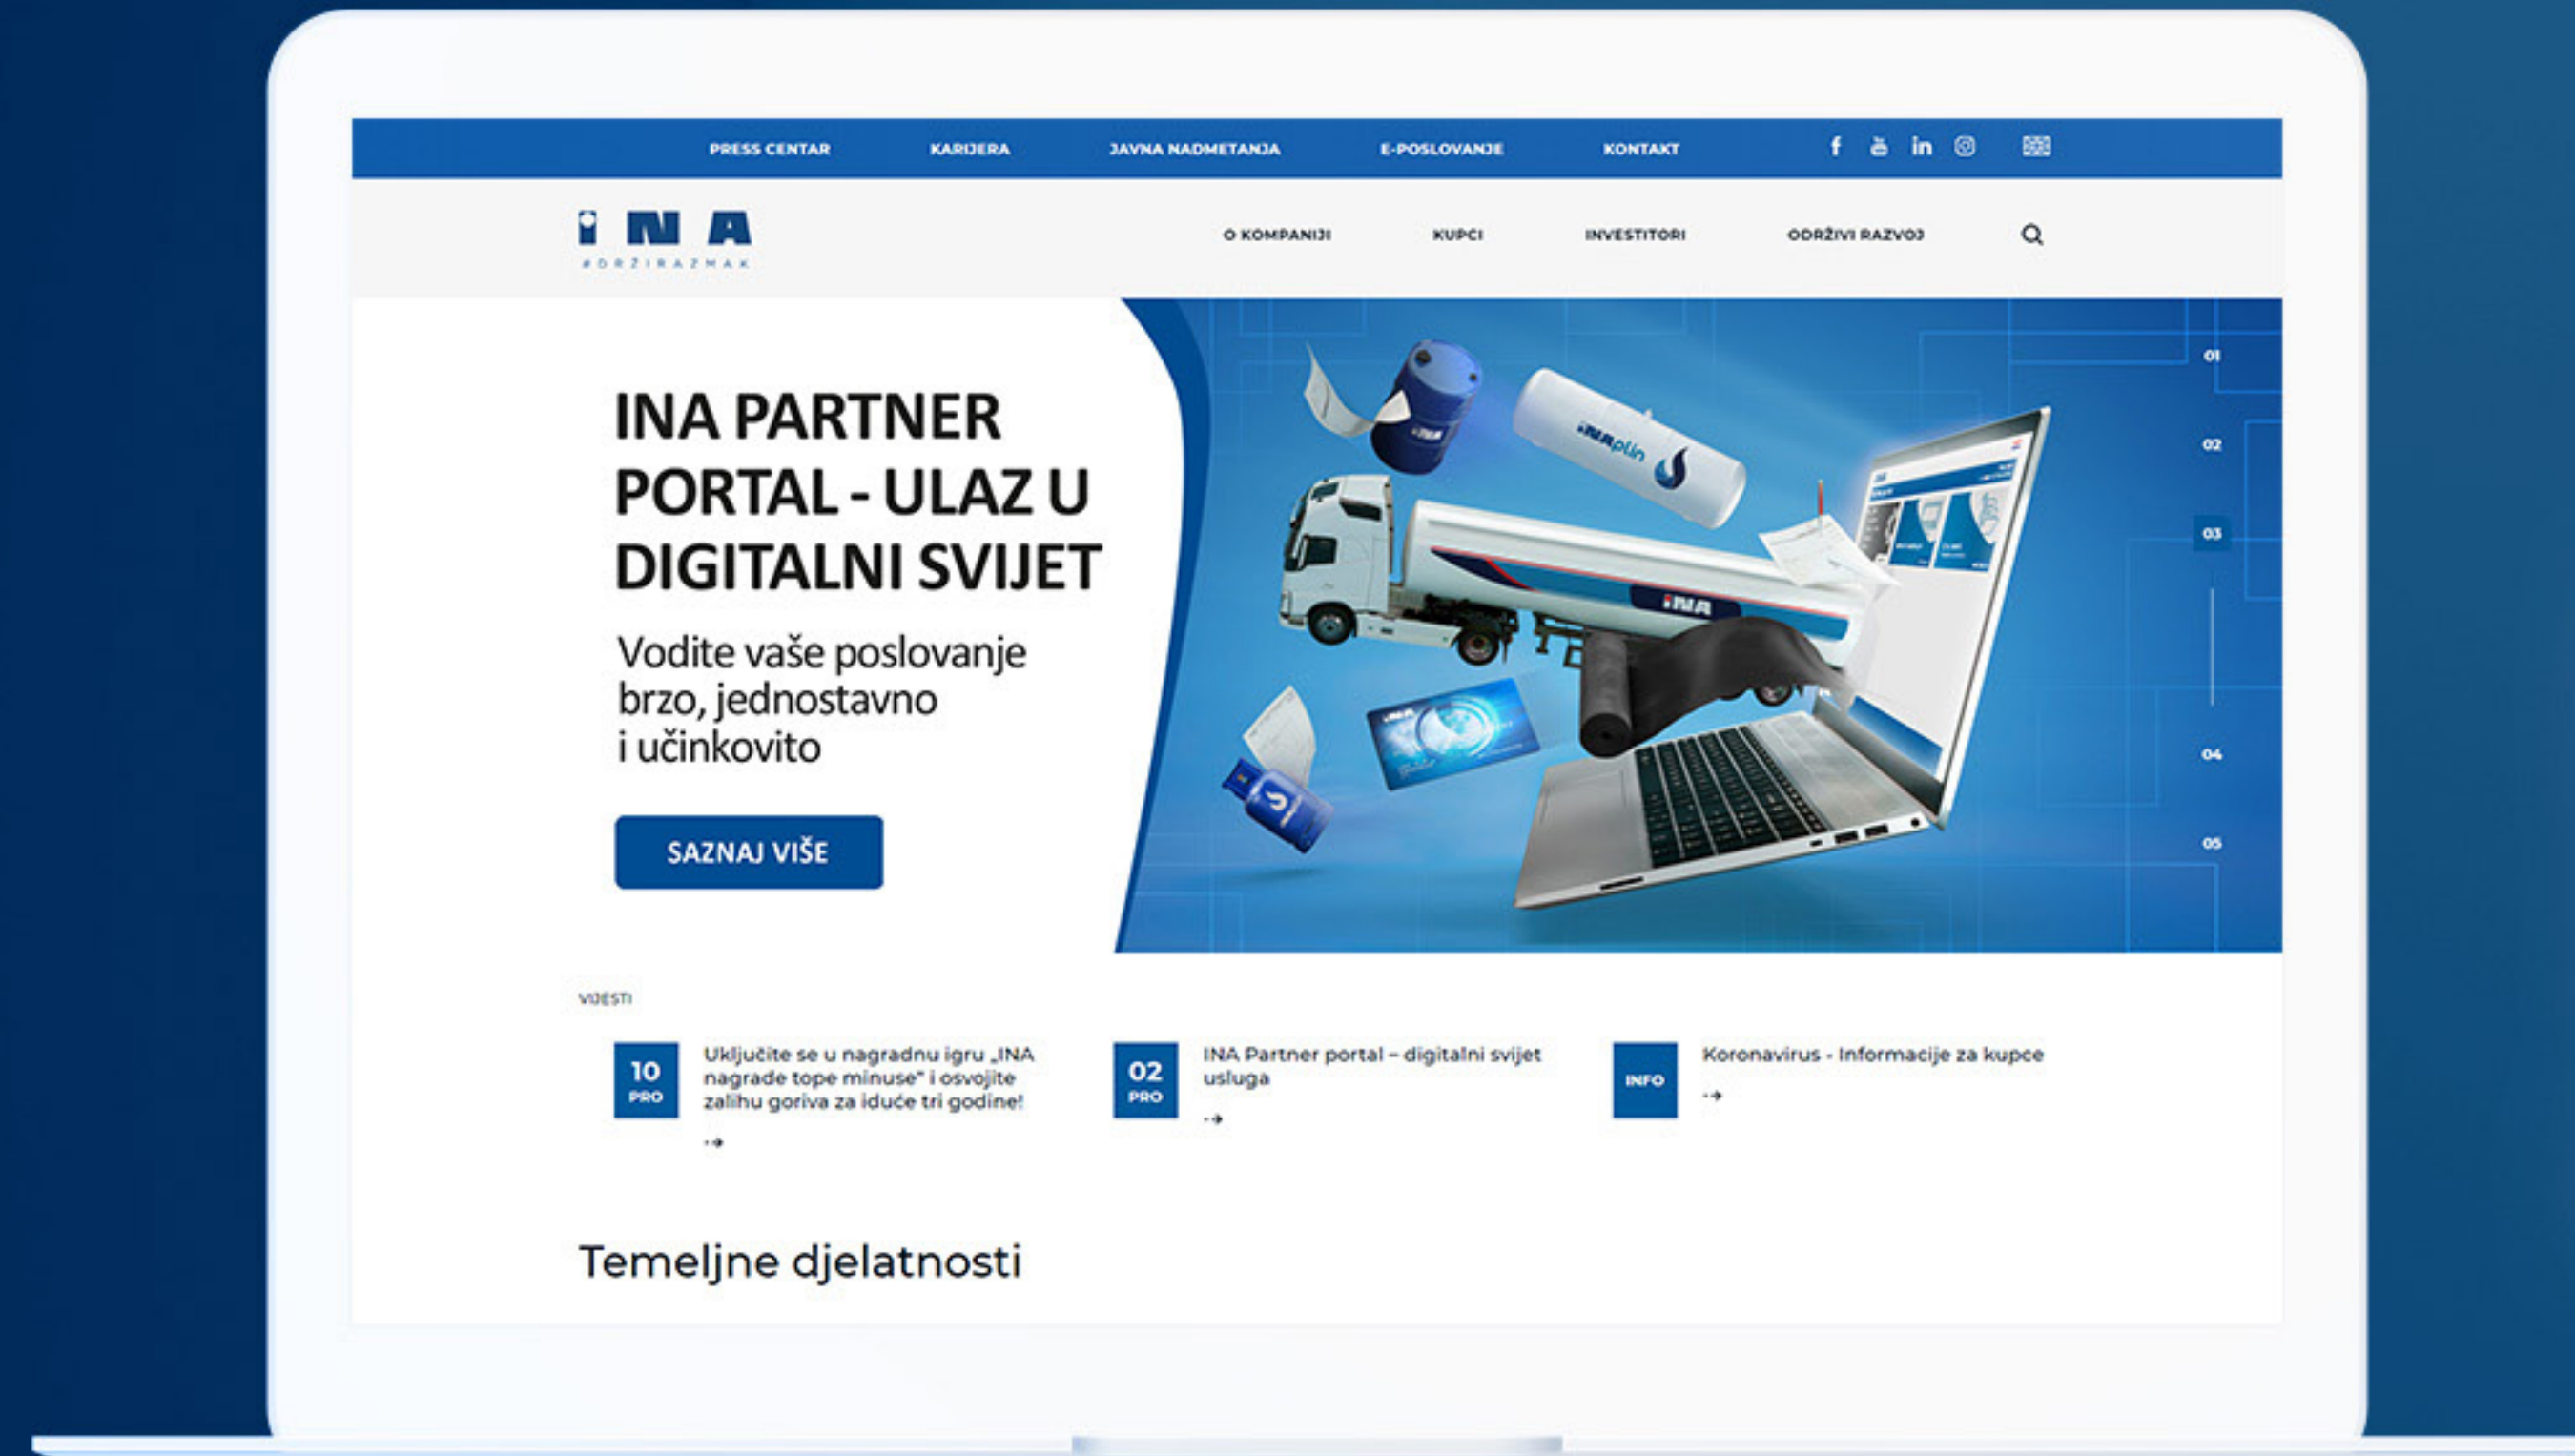 PRESS CENTAR
KARIJERA
JAVNA NADMETANJA
E-POSLOVANJE
KONTAKT
INA
#DRŽIRAZMAK
O KOMPANIJI
KUPCI
INVESTITORI
ODRŽIVI RAZVOJ
INA PARTNER
PORTAL - ULAZ U
DIGITALNI SVIJET
Vodite vaše poslovanje
brzo, jednostavno
i učinkovito
SAZNAJ VIŠE
INA
INAplin
INA
INA
01
02
03
04
05
VIJESTI
10
PRO
Uključite se u nagradnu igru „INA
nagrade tope minuse" i osvojite
zalihu goriva za iduće tri godine!
02
PRO
INA Partner portal – digitalni svijet
usluga
INFO
Koronavirus - Informacije za kupce
Temeljne djelatnosti